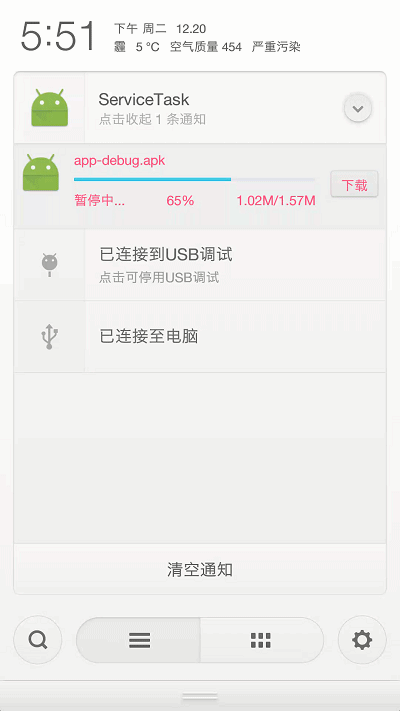 5:51
下午 周二 12.20
霾 5 ℃ 空气质量 454 严重污染
ServiceTask
点击收起 1 条通知
app-debug.apk
下载
暂停中... 65% 1.02M/1.57M
已连接到USB调试
点击可停用USB调试
已连接至电脑
清空通知